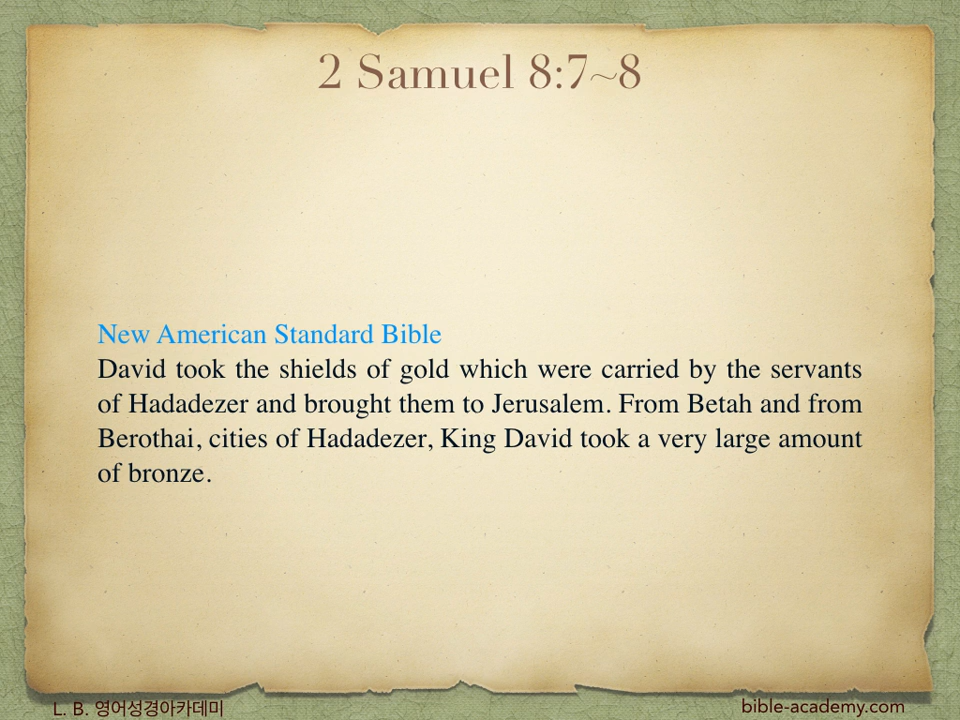 2 Samuel 8:7~8
New American Standard Bible
David took the shields of gold which were carried by the servants
of Hadadezer and brought them to Jerusalem. From Betah and from
Berothai, cities of Hadadezer, King David took a very large amount
of bronze.
L. B. 영어성경아카데미
bible-academy.com